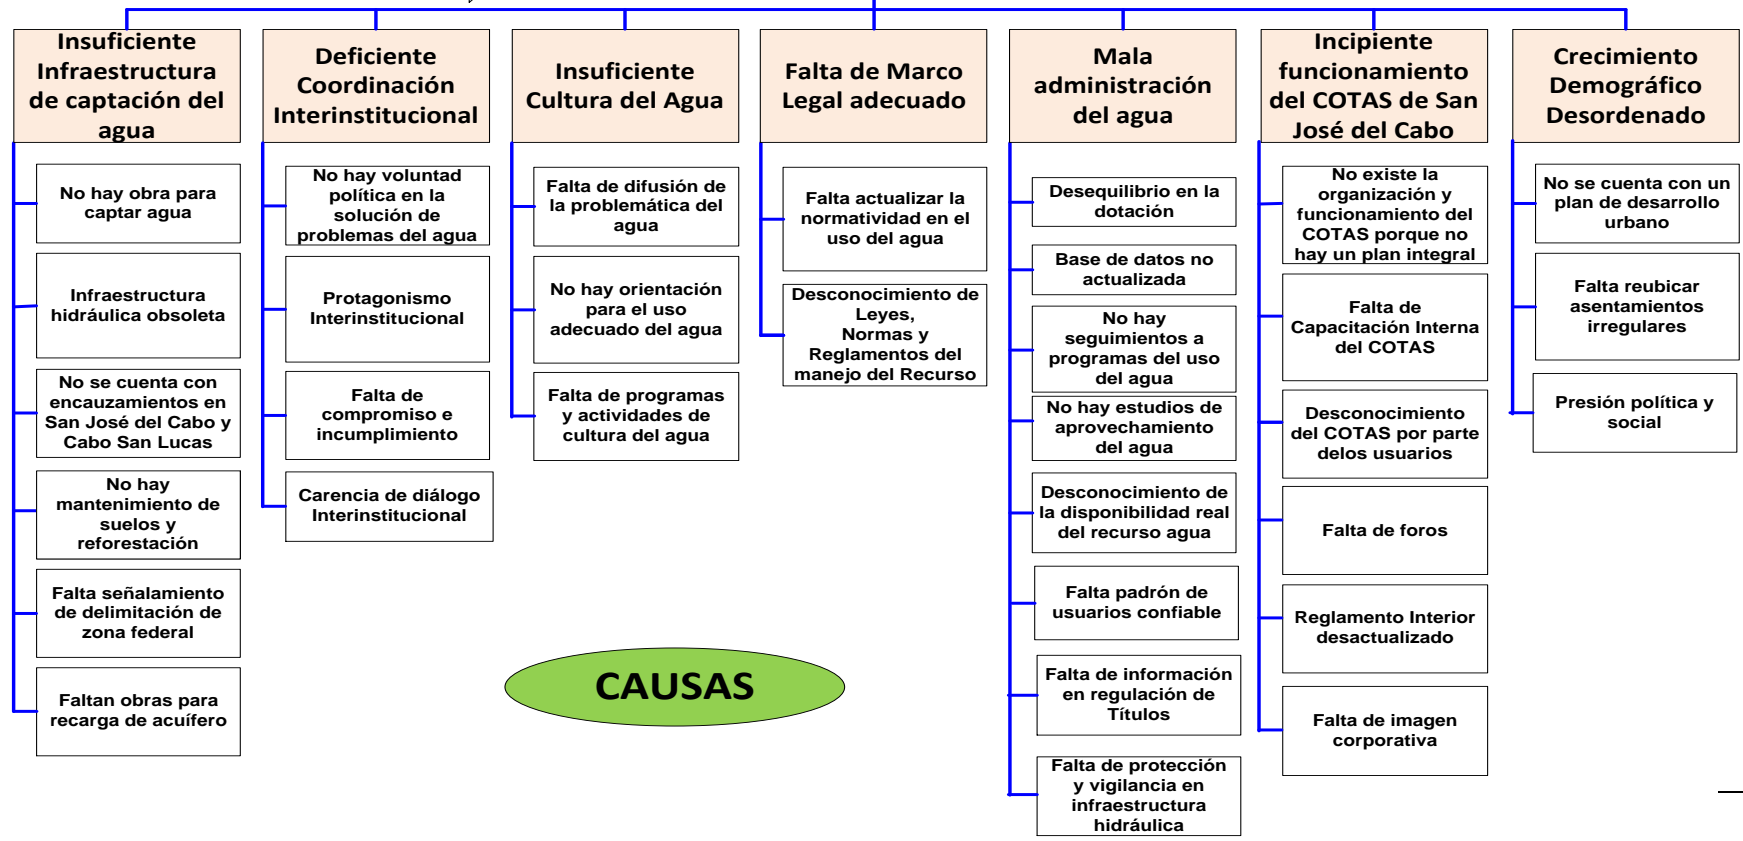 Insuficiente
Infraestructura
de captación del
agua
No hay obra para
captar agua
Infraestructura
hidráulica obsoleta
No se cuenta con
encauzamientos en
San José del Cabo y
Cabo San Lucas
No hay
mantenimiento de
suelos y
reforestación
Falta señalamiento
de delimitación de
zona federal
Faltan obras para
recarga de acuífero
Deficiente
Coordinación
Interinstitucional
No hay voluntad
política en la
solución de
problemas del agua
Protagonismo
Interinstitucional
Falta de
compromiso e
incumplimiento
Carencia de diálogo
Interinstitucional
Insuficiente
Cultura del Agua
Falta de difusión de
la problemática del
agua
No hay orientación
para el uso
adecuado del agua
Falta de programas
y actividades de
cultura del agua
Falta de Marco
Legal adecuado
Falta actualizar la
normatividad en el
uso del agua
Desconocimiento de
Leyes,
Normas y
Reglamentos del
manejo del Recurso
Mala
administración
del agua
Desequilibrio en la
dotación
Base de datos no
actualizada
No hay
seguimientos a
programas del uso
del agua
No hay estudios de
aprovechamiento
del agua
Desconocimiento de
la disponibilidad real
del recurso agua
Falta padrón de
usuarios confiable
Falta de información
en regulación de
Títulos
Falta de protección
y vigilancia en
infraestructura
hidráulica
Incipiente
funcionamiento
del COTAS de San
José del Cabo
No existe la
organización y
funcionamiento del
COTAS porque no
hay un plan integral
Falta de
Capacitación Interna
del COTAS
Desconocimiento
del COTAS por parte
delos usuarios
Falta de foros
Reglamento Interior
desactualizado
Falta de imagen
corporativa
Crecimiento
Demográfico
Desordenado
No se cuenta con un
plan de desarrollo
urbano
Falta reubicar
asentamientos
irregulares
Presión política y
social
CAUSAS